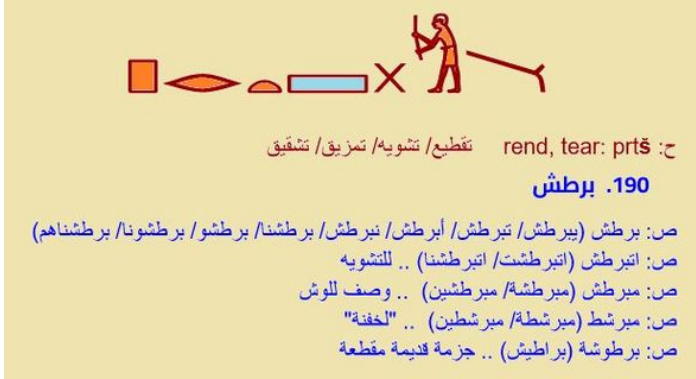 ح: rend, tear: prtš تقطيع/ تشويه/ تمزيق/ تشقيق
190. برطش
ص: برطش (يبرطش/ تبرطش/ أبرطش/ نبرطش/ برطشنا/ برطشو/ برطشونا/ برطشناهم)
ص: اتبرطش (اتبرطشت/ اتبرطشنا) .. للتشويه
ص: مبرطش (مبرطشة/ مبرطشين) .. وصف للوش
ص: مبرشط (مبرشطة/ مبرشطين) .. "لخفنة"
ص: برطوشة (براطيش) .. جزمة قديمة مقطعة